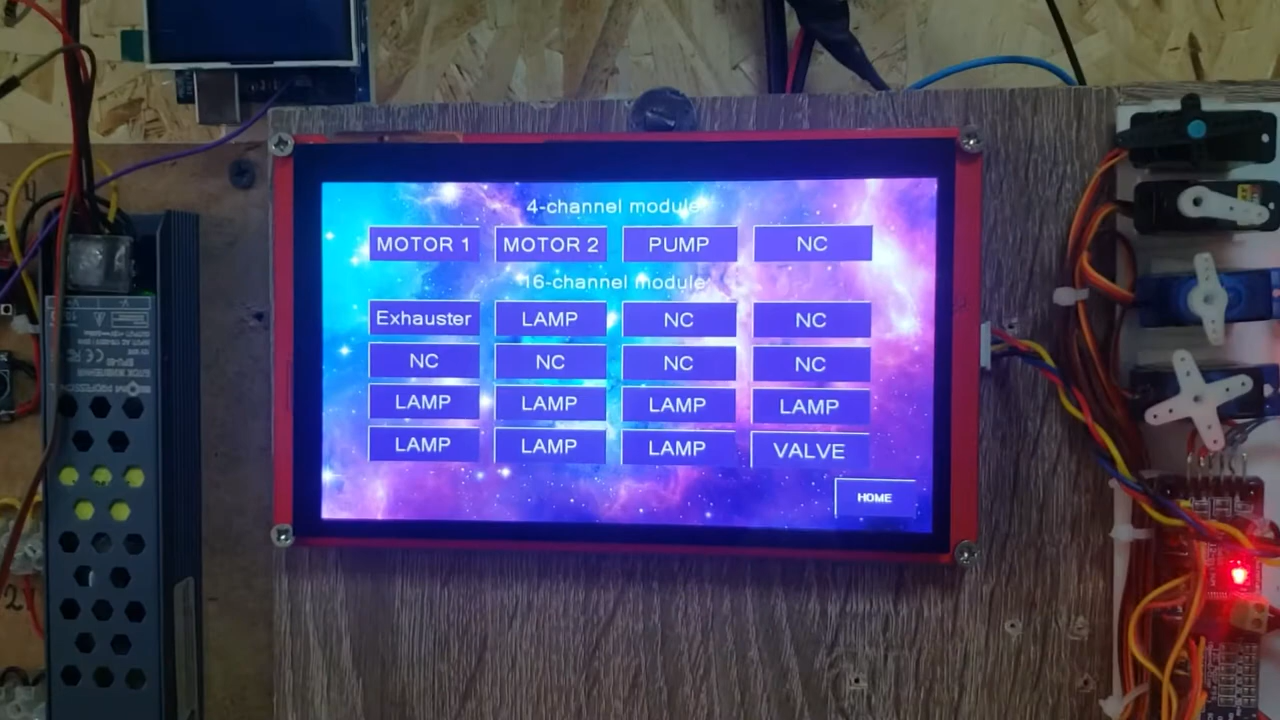 4-channel module
MOTOR 1 MOTOR 2 PUMP NC
16-channel module
Exhauster LAMP NC NC
NC NC NC NC
LAMP LAMP LAMP LAMP
LAMP LAMP LAMP VALVE
HOME
2